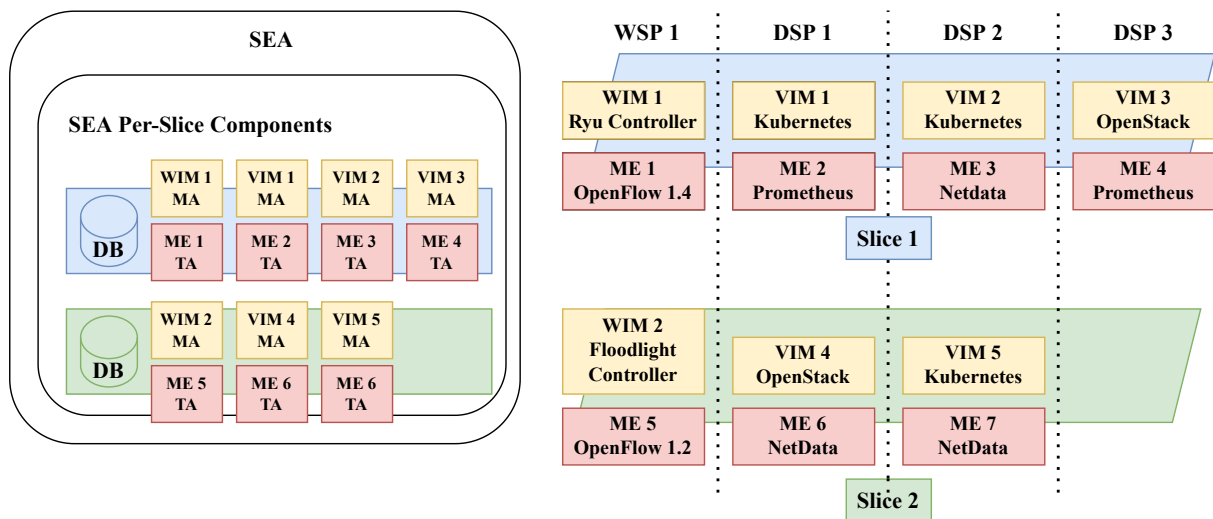 SEA
SEA Per-Slice Components
WIM 1
MA
VIM 1
MA
VIM 2
MA
VIM 3
MA
DB
ME 1
TA
ME 2
TA
ME 3
TA
ME 4
TA
WIM 2
MA
VIM 4
MA
VIM 5
MA
DB
ME 5
TA
ME 6
TA
ME 6
TA
WSP 1
DSP 1
DSP 2
DSP 3
WIM 1
Ryu Controller
VIM 1
Kubernetes
VIM 2
Kubernetes
VIM 3
OpenStack
ME 1
OpenFlow 1.4
ME 2
Prometheus
ME 3
Netdata
ME 4
Prometheus
Slice 1
WIM 2
Floodlight
Controller
VIM 4
OpenStack
VIM 5
Kubernetes
ME 5
OpenFlow 1.2
ME 6
NetData
ME 7
NetData
Slice 2